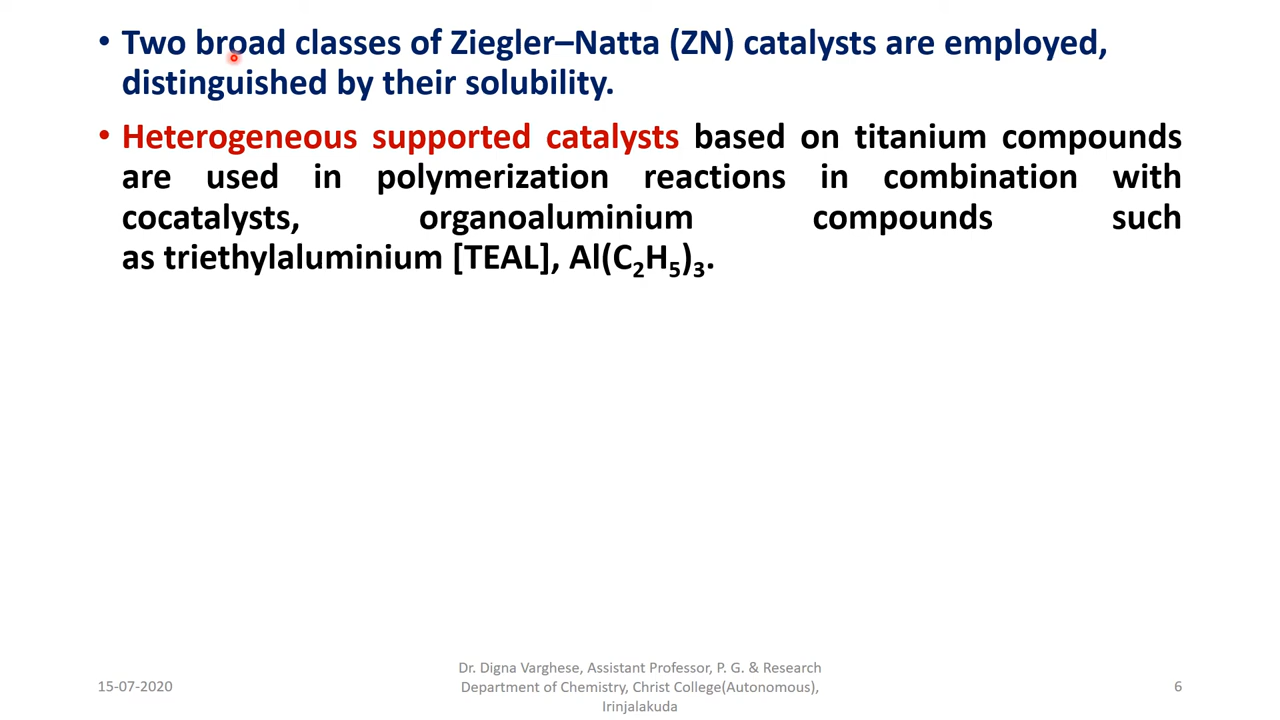 • Two broad classes of Ziegler–Natta (ZN) catalysts are employed,
distinguished by their solubility.
• Heterogeneous supported catalysts based on titanium compounds
are used in polymerization reactions in combination with
cocatalysts, organoaluminium compounds such
as triethylaluminium [TEAL], Al(C₂H₅)₃.
15-07-2020
Dr. Digna Varghese, Assistant Professor, P. G. & Research
Department of Chemistry, Christ College(Autonomous),
Irinjalakuda
6